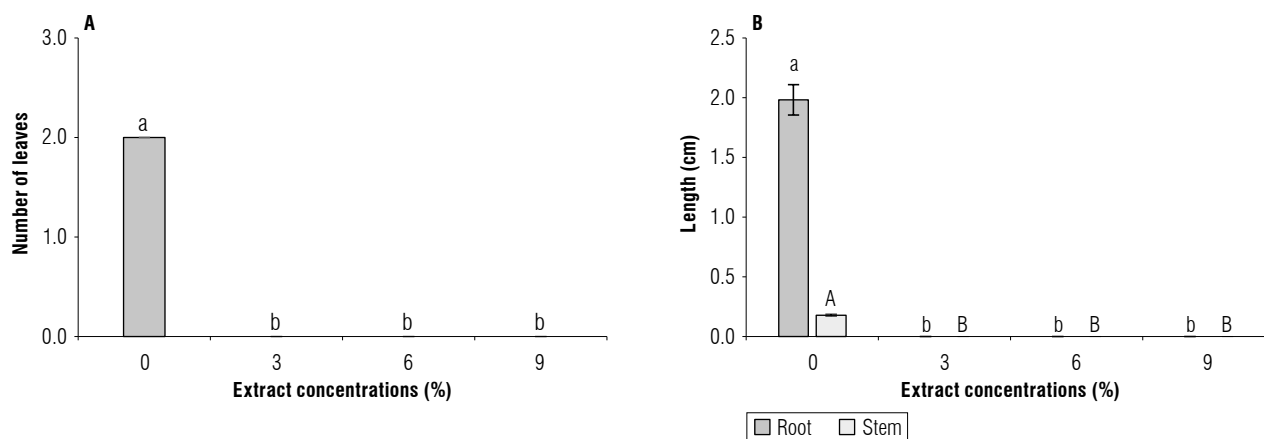 A
3.0
2.0
1.0
0.0
Number of leaves
a
b
b
b
0
3
6
9
Extract concentrations (%)
B
2.5
2.0
1.5
1.0
0.5
0.0
Length (cm)
a
A
b B
b B
b B
0
3
6
9
Extract concentrations (%)
Root Stem